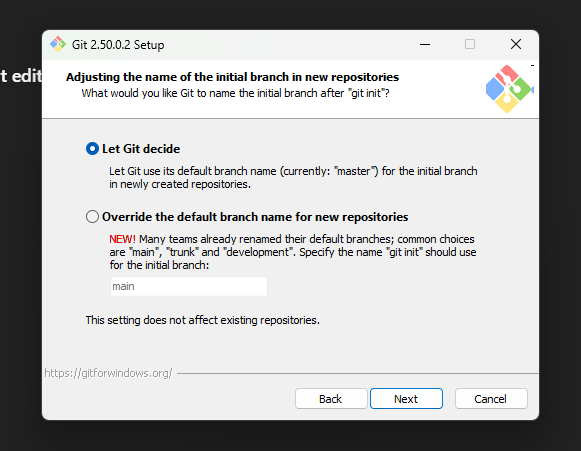 Git 2.50.0.2 Setup
t edit
Adjusting the name of the initial branch in new repositories
What would you like Git to name the initial branch after "git init"?
Let Git decide
Let Git use its default branch name (currently: "master") for the initial branch
in newly created repositories.
Override the default branch name for new repositories
NEW! Many teams already renamed their default branches; common choices
are "main", "trunk" and "development". Specify the name "git init" should use
for the initial branch:
main
This setting does not affect existing repositories.
https://gitforwindows.org/
Back
Next
Cancel